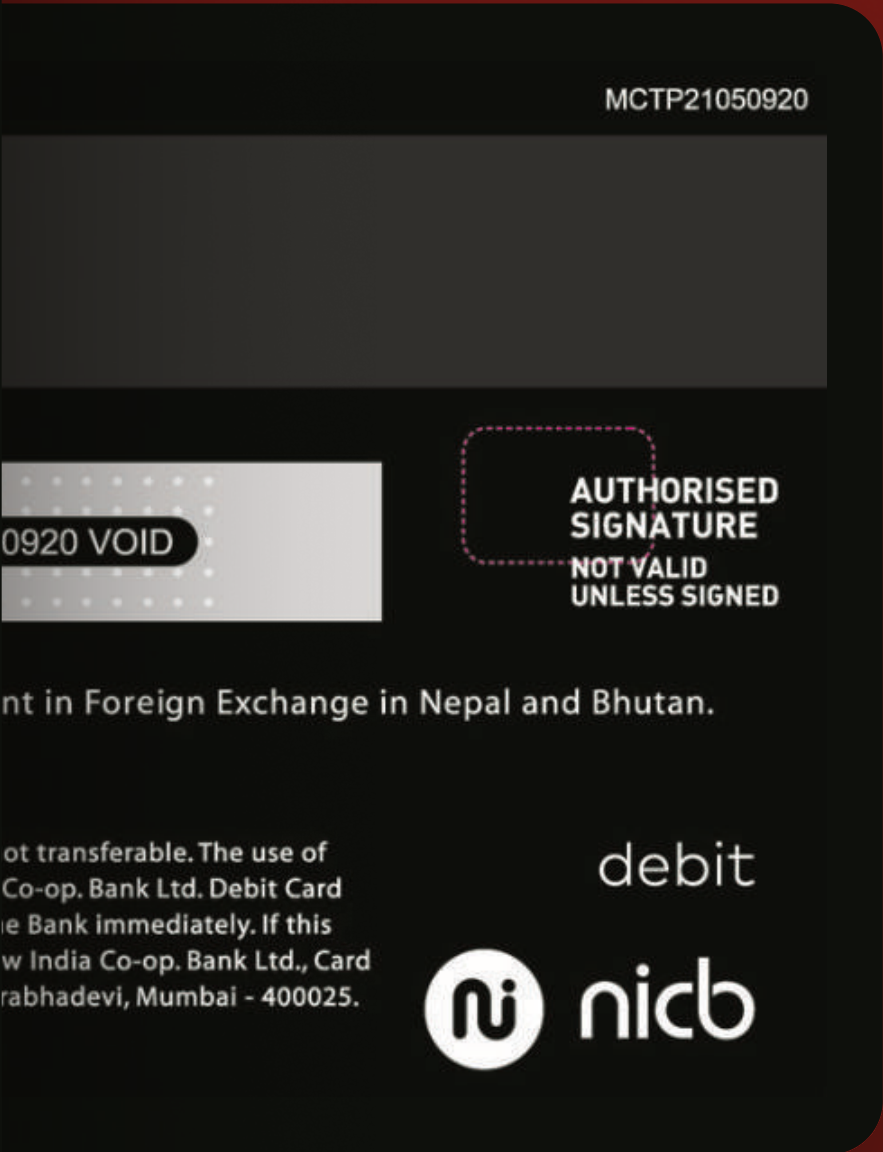 MCTP21050920
0920 VOID
AUTHORISED
SIGNATURE
NOT VALID
UNLESS SIGNED
nt in Foreign Exchange in Nepal and Bhutan.
ot transferable. The use of
Co-op. Bank Ltd. Debit Card
e Bank immediately. If this
w India Co-op. Bank Ltd., Card
rabhadevi, Mumbai - 400025.
debit
nicb